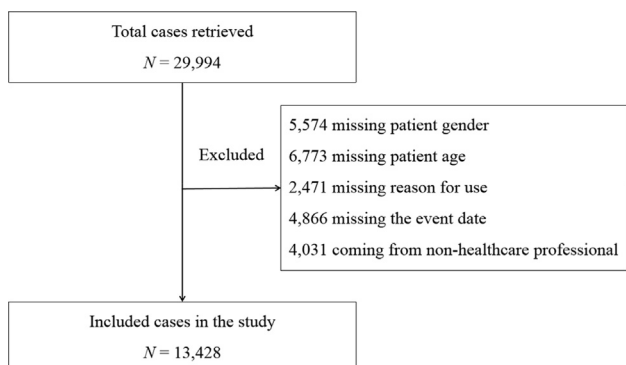 Total cases retrieved
N = 29,994
Excluded
5,574 missing patient gender
6,773 missing patient age
2,471 missing reason for use
4,866 missing the event date
4,031 coming from non-healthcare professional
Included cases in the study
N = 13,428